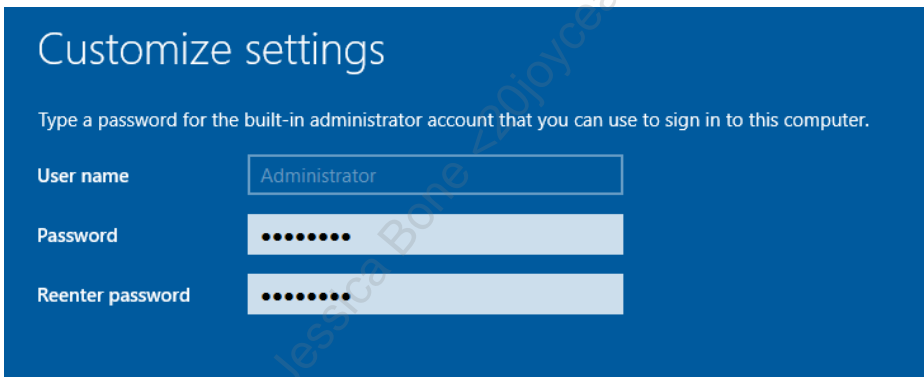 Customize settings
Type a password for the built-in administrator account that you can use to sign in to this computer.
User name Administrator
Password ••••••••
Reenter password ••••••••
Jessica Bone <20joycea